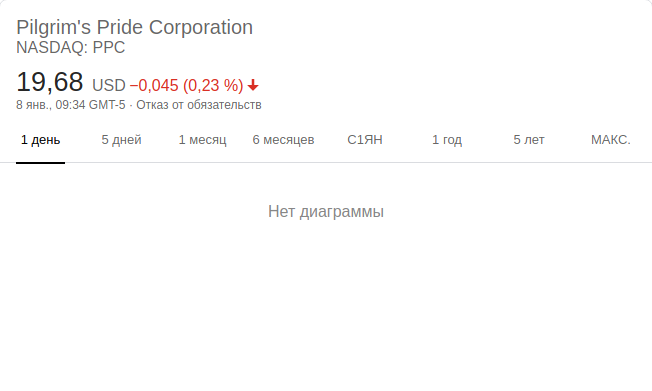 Pilgrim's Pride Corporation
NASDAQ: PPC
19,68 USD −0,045 (0,23 %)
8 янв., 09:34 GMT-5 · Отказ от обязательств
1 день 5 дней 1 месяц 6 месяцев С1ЯН 1 год 5 лет МАКС.
Нет диаграммы